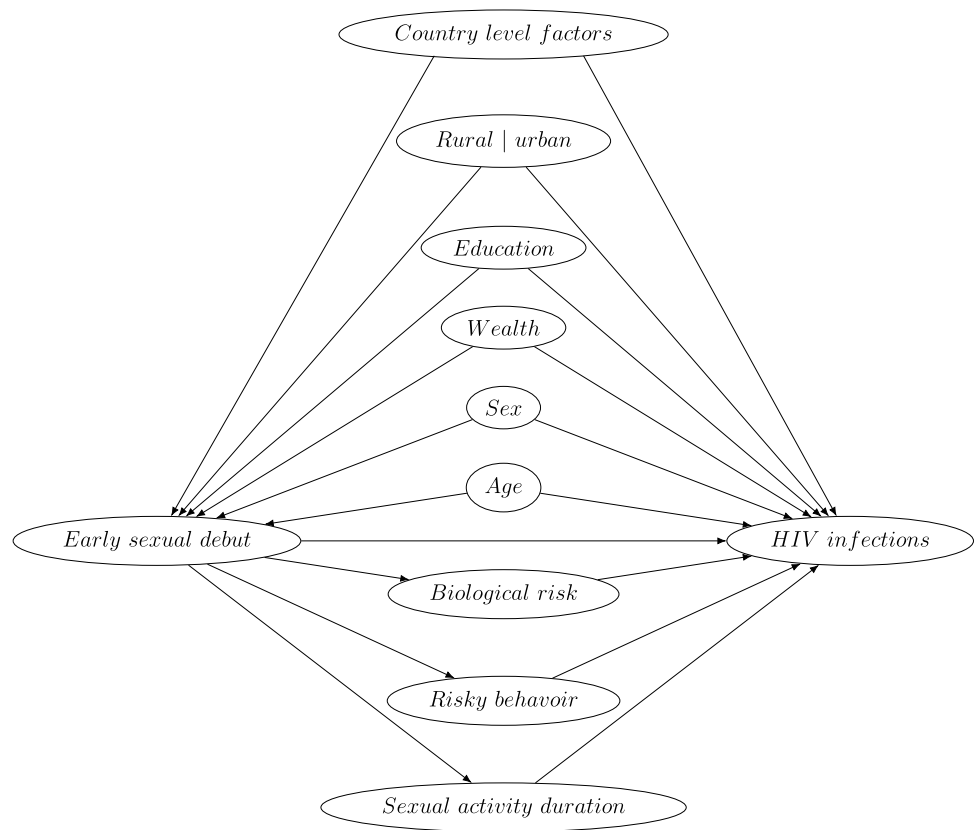 Country level factors
Rural | urban
Education
Wealth
Sex
Age
Early sexual debut
HIV infections
Biological risk
Risky behavoir
Sexual activity duration